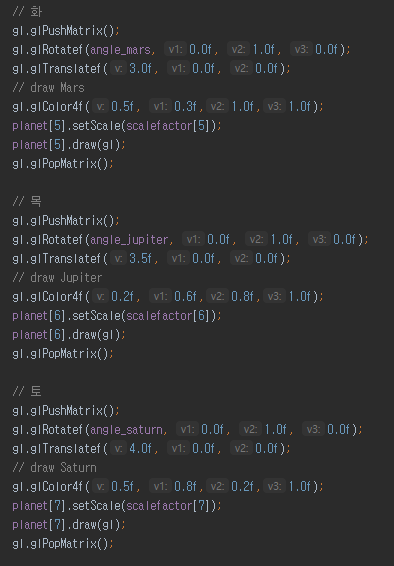 // 화
gl.glPushMatrix();
gl.glRotatef(angle_mars, v1: 0.0f, v2: 1.0f, v3: 0.0f);
gl.glTranslatef( v: 3.0f, v1: 0.0f, v2: 0.0f);
// draw Mars
gl.glColor4f( v: 0.5f, v1: 0.3f, v2: 1.0f, v3: 1.0f);
planet[5].setScale(scalefactor[5]);
planet[5].draw(gl);
gl.glPopMatrix();

// 목
gl.glPushMatrix();
gl.glRotatef(angle_jupiter, v1: 0.0f, v2: 1.0f, v3: 0.0f);
gl.glTranslatef( v: 3.5f, v1: 0.0f, v2: 0.0f);
// draw Jupiter
gl.glColor4f( v: 0.2f, v1: 0.6f, v2: 0.8f, v3: 1.0f);
planet[6].setScale(scalefactor[6]);
planet[6].draw(gl);
gl.glPopMatrix();

// 토
gl.glPushMatrix();
gl.glRotatef(angle_saturn, v1: 0.0f, v2: 1.0f, v3: 0.0f);
gl.glTranslatef( v: 4.0f, v1: 0.0f, v2: 0.0f);
// draw Saturn
gl.glColor4f( v: 0.5f, v1: 0.8f, v2: 0.2f, v3: 1.0f);
planet[7].setScale(scalefactor[7]);
planet[7].draw(gl);
gl.glPopMatrix();